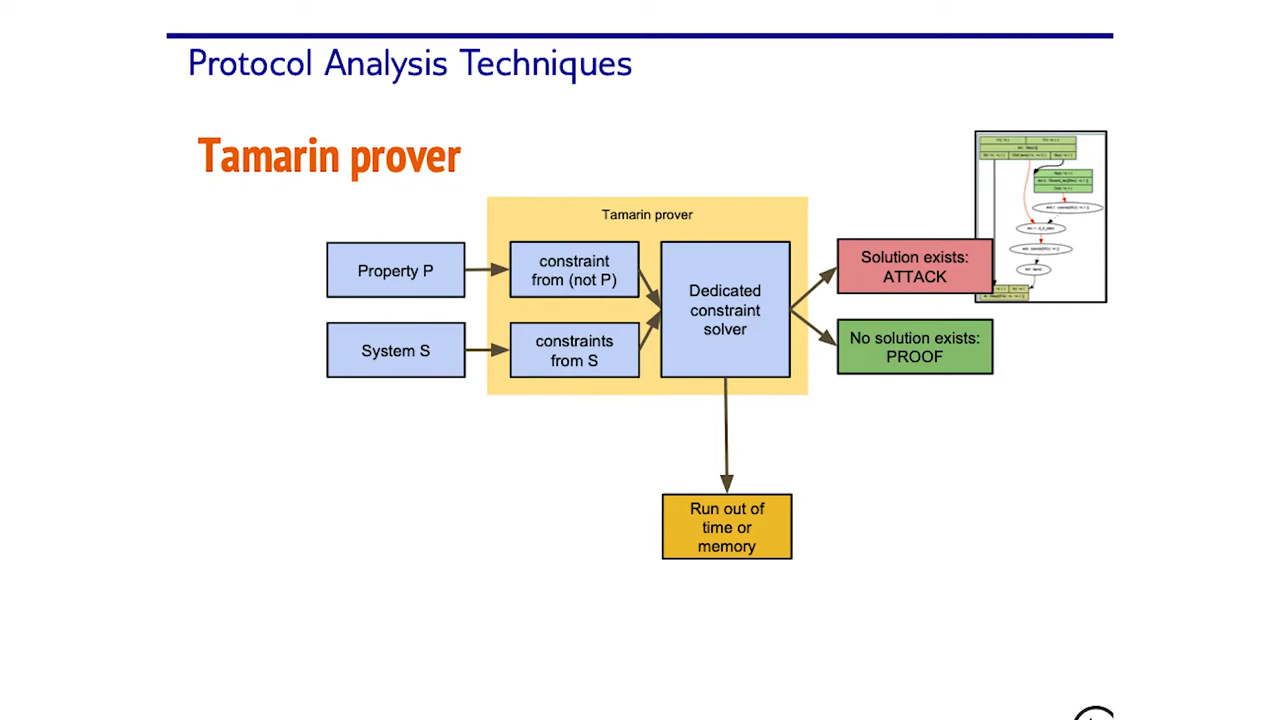 Protocol Analysis Techniques
Tamarin prover
Tamarin prover
Property P
constraint
from (not P)
System S
constraints
from S
Dedicated
constraint
solver
Solution exists:
ATTACK
No solution exists:
PROOF
Run out of
time or
memory